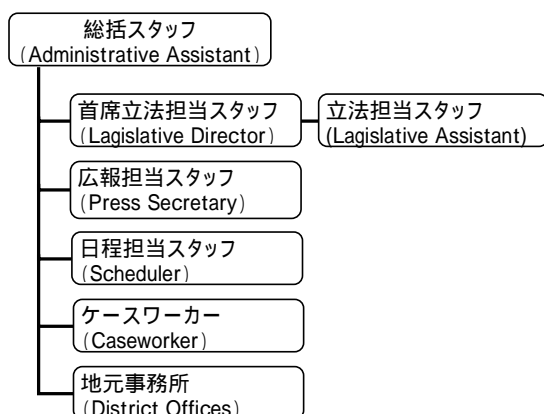 総括スタッフ
（Administrative Assistant）
首席立法担当スタッフ
（Lagislative Director）
立法担当スタッフ
(Lagislative Assistant)
広報担当スタッフ
（Press Secretary）
日程担当スタッフ
（Scheduler）
ケースワーカー
（Caseworker）
地元事務所
（District Offices）